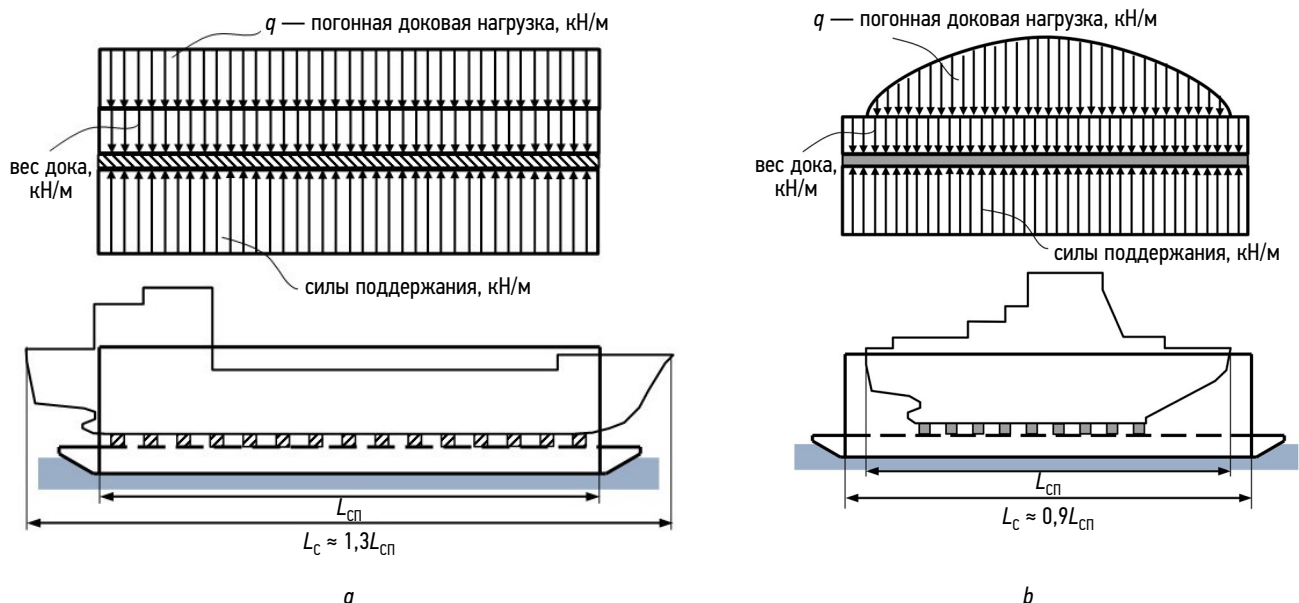 q — погонная доковая нагрузка, кН/м
вес дока,
кН/м
силы поддержания, кН/м
Lсп
Lс ≈ 1,3Lсп
a
q — погонная доковая нагрузка, кН/м
вес дока,
кН/м
силы поддержания, кН/м
Lсп
Lс ≈ 0,9Lсп
b